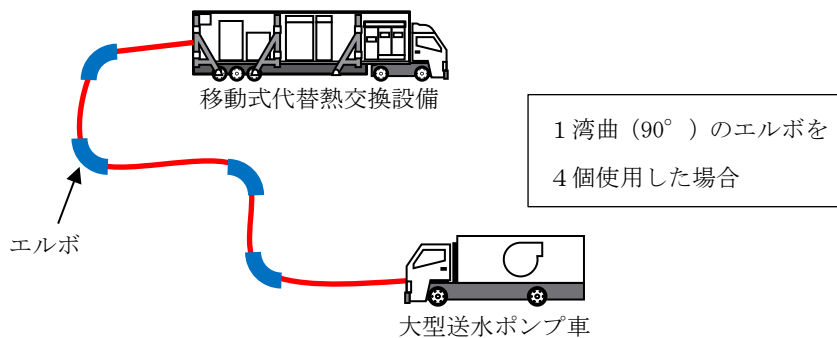 移動式代替熱交換設備
1湾曲（90°）のエルボを
4個使用した場合
エルボ
大型送水ポンプ車